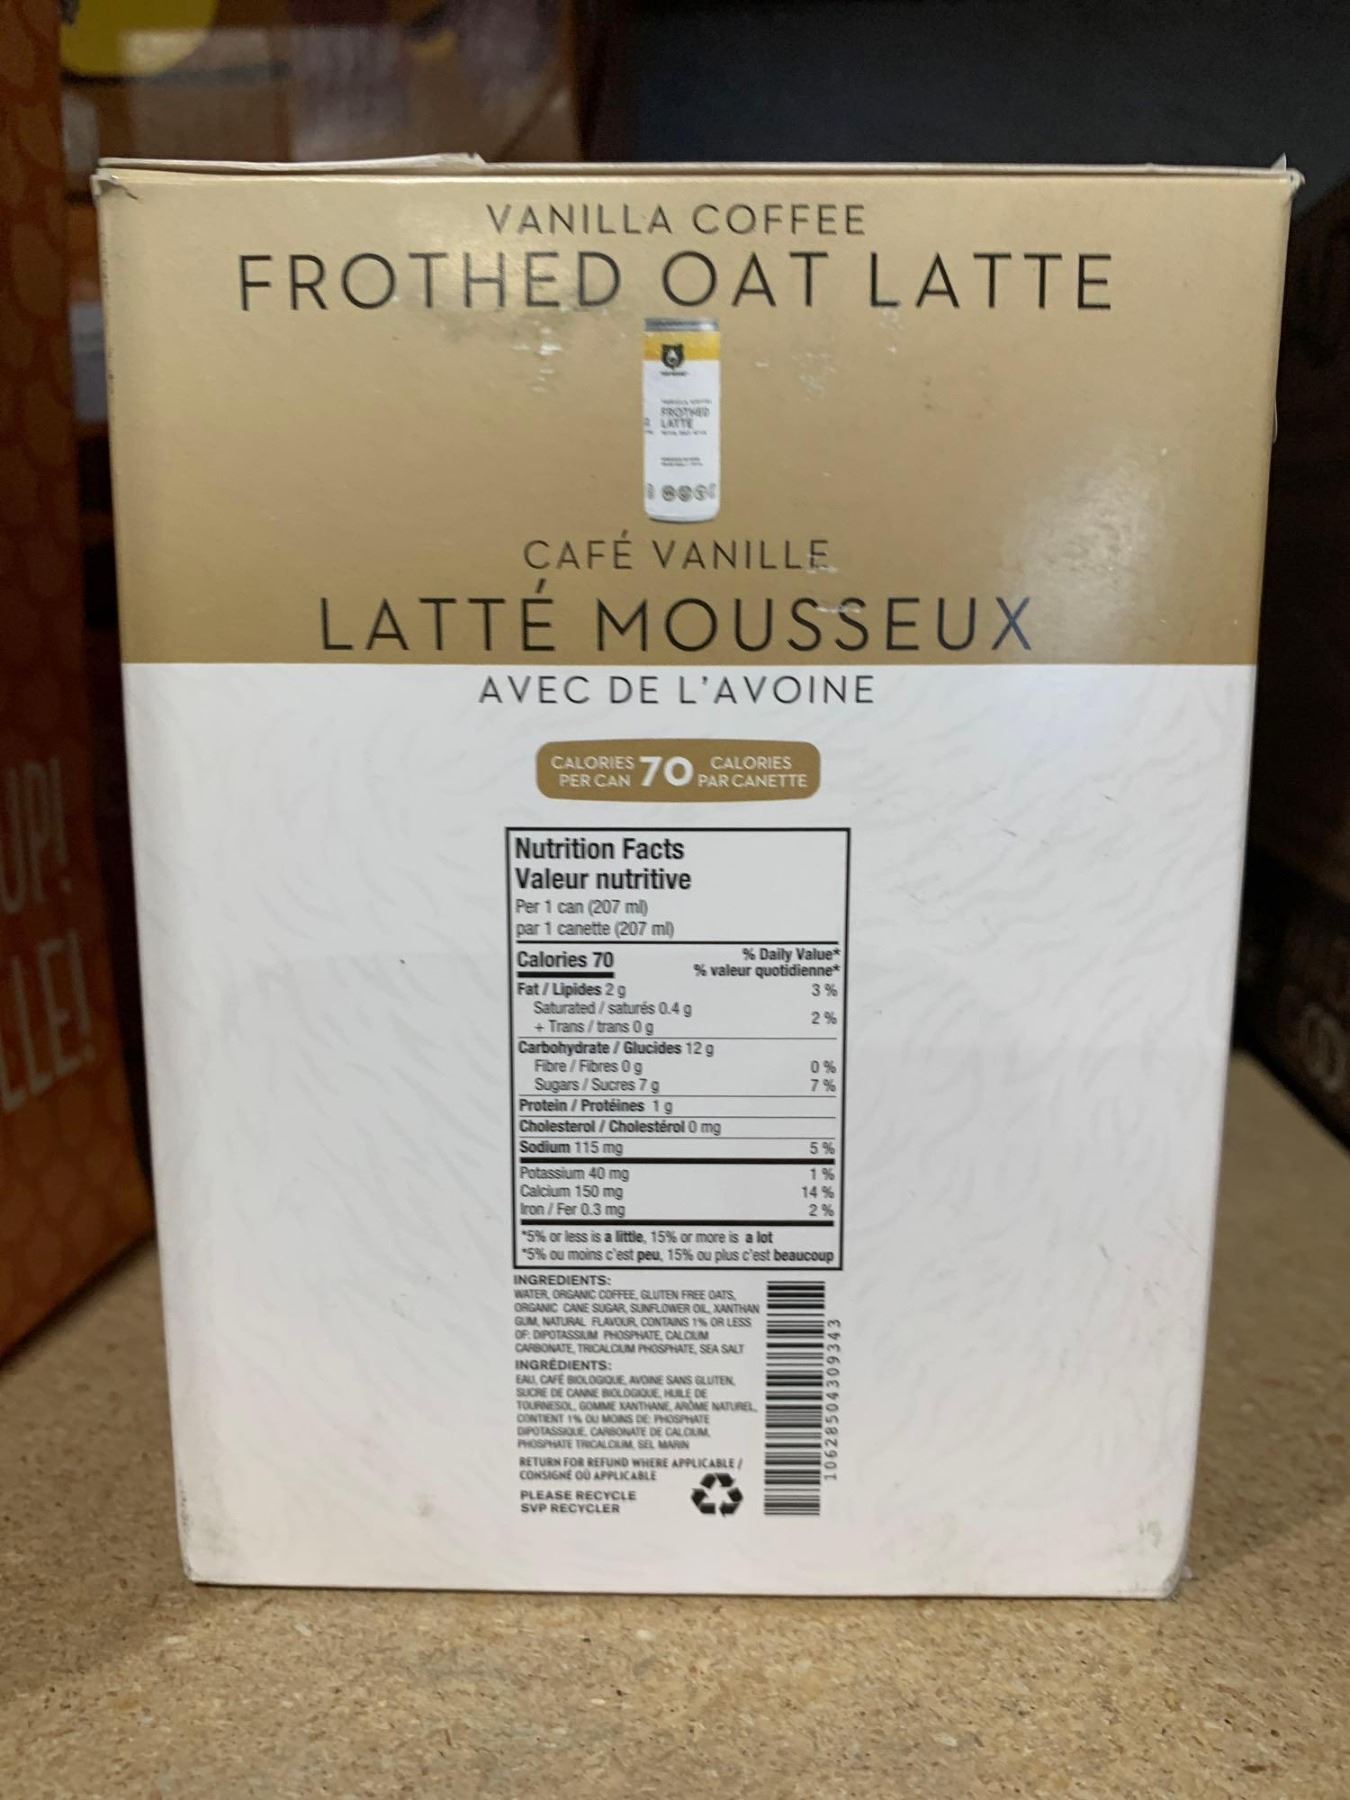 VANILLA COFFEE
FROTHED OAT LATTE
FROTHED
LATTE
CAFÉ VANILLE
LATTÉ MOUSSEUX
AVEC DE L'AVOINE
CALORIES PER CAN 70 CALORIES PAR CANETTE
UP!
LLE!
Nutrition Facts
Valeur nutritive
Per 1 can (207 ml)
par 1 canette (207 ml)
Calories 70 % Daily Value*
% valeur quotidienne*
Fat / Lipides 2 g 3 %
Saturated / saturés 0.4 g
+ Trans / trans 0 g 2 %
Carbohydrate / Glucides 12 g
Fibre / Fibres 0 g 0 %
Sugars / Sucres 7 g 7 %
Protein / Protéines 1 g
Cholesterol / Cholestérol 0 mg
Sodium 115 mg 5 %
Potassium 40 mg 1 %
Calcium 150 mg 14 %
Iron / Fer 0.3 mg 2 %
*5% or less is a little, 15% or more is a lot
*5% ou moins c'est peu, 15% ou plus c'est beaucoup
INGREDIENTS:
WATER, ORGANIC COFFEE, GLUTEN FREE OATS,
ORGANIC CANE SUGAR, SUNFLOWER OIL, XANTHAN
GUM, NATURAL FLAVOUR, CONTAINS 1% OR LESS
OF: DIPOTASSIUM PHOSPHATE, CALCIUM
CARBONATE, TRICALCIUM PHOSPHATE, SEA SALT
INGRÉDIENTS:
EAU, CAFÉ BIOLOGIQUE, AVOINE SANS GLUTEN,
SUCRE DE CANNE BIOLOGIQUE, HUILE DE
TOURNESOL, GOMME XANTHANE, ARÔME NATUREL,
CONTIENT 1% OU MOINS DE: PHOSPHATE
DIPOTASSIQUE, CARBONATE DE CALCIUM,
PHOSPHATE TRICALCIUM, SEL MARIN
RETURN FOR REFUND WHERE APPLICABLE /
CONSIGNÉ OÙ APPLICABLE
PLEASE RECYCLE
SVP RECYCLER
10628504309343